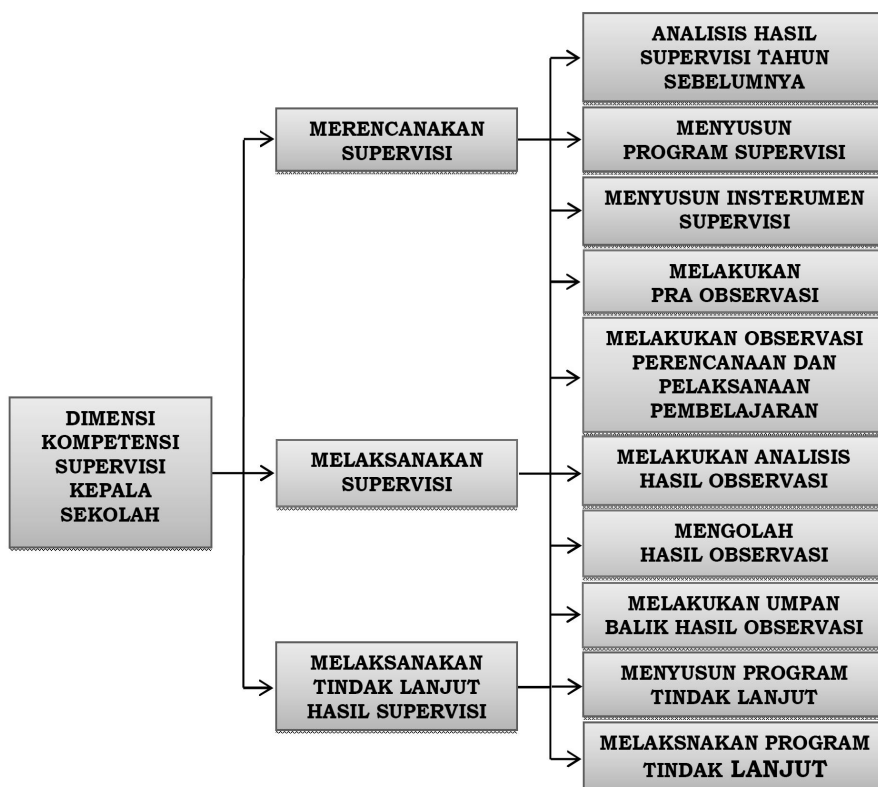 DIMENSI
KOMPETENSI
SUPERVISI
KEPALA
SEKOLAH
MERENCANAKAN
SUPERVISI
MELAKSANAKAN
SUPERVISI
MELAKSANAKAN
TINDAK LANJUT
HASIL SUPERVISI
ANALISIS HASIL
SUPERVISI TAHUN
SEBELUMNYA
MENYUSUN
PROGRAM SUPERVISI
MENYUSUN INSTERUMEN
SUPERVISI
MELAKUKAN
PRA OBSERVASI
MELAKUKAN OBSERVASI
PERENCANAAN DAN
PELAKSANAAN
PEMBELAJARAN
MELAKUKAN ANALISIS
HASIL OBSERVASI
MENGOLAH
HASIL OBSERVASI
MELAKUKAN UMPAN
BALIK HASIL OBSERVASI
MENYUSUN PROGRAM
TINDAK LANJUT
MELAKSNAKAN PROGRAM
TINDAK LANJUT